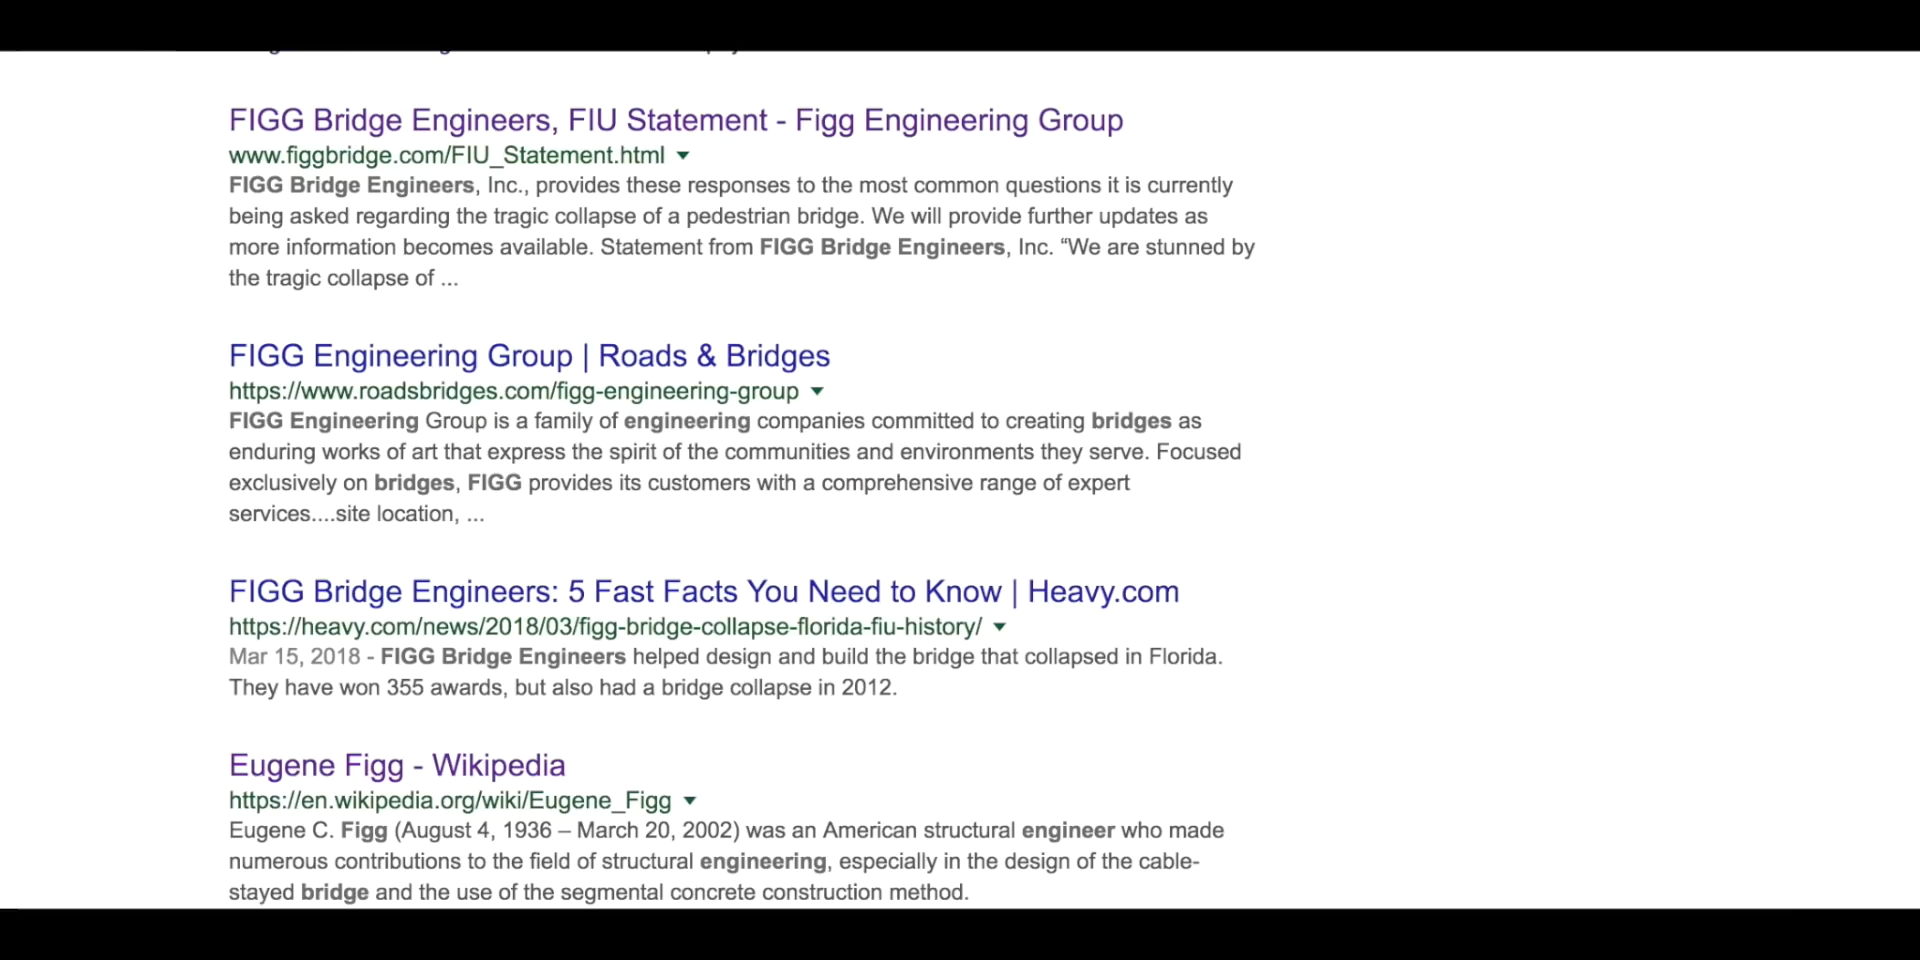 FIGG Bridge Engineers, FIU Statement - Figg Engineering Group
www.figgbridge.com/FIU_Statement.html
FIGG Bridge Engineers, Inc., provides these responses to the most common questions it is currently
being asked regarding the tragic collapse of a pedestrian bridge. We will provide further updates as
more information becomes available. Statement from FIGG Bridge Engineers, Inc. “We are stunned by
the tragic collapse of ...
FIGG Engineering Group | Roads & Bridges
https://www.roadsbridges.com/figg-engineering-group
FIGG Engineering Group is a family of engineering companies committed to creating bridges as
enduring works of art that express the spirit of the communities and environments they serve. Focused
exclusively on bridges, FIGG provides its customers with a comprehensive range of expert
services....site location, ...
FIGG Bridge Engineers: 5 Fast Facts You Need to Know | Heavy.com
https://heavy.com/news/2018/03/figg-bridge-collapse-florida-fiu-history/
Mar 15, 2018 - FIGG Bridge Engineers helped design and build the bridge that collapsed in Florida.
They have won 355 awards, but also had a bridge collapse in 2012.
Eugene Figg - Wikipedia
https://en.wikipedia.org/wiki/Eugene_Figg
Eugene C. Figg (August 4, 1936 – March 20, 2002) was an American structural engineer who made
numerous contributions to the field of structural engineering, especially in the design of the cable-
stayed bridge and the use of the segmental concrete construction method.